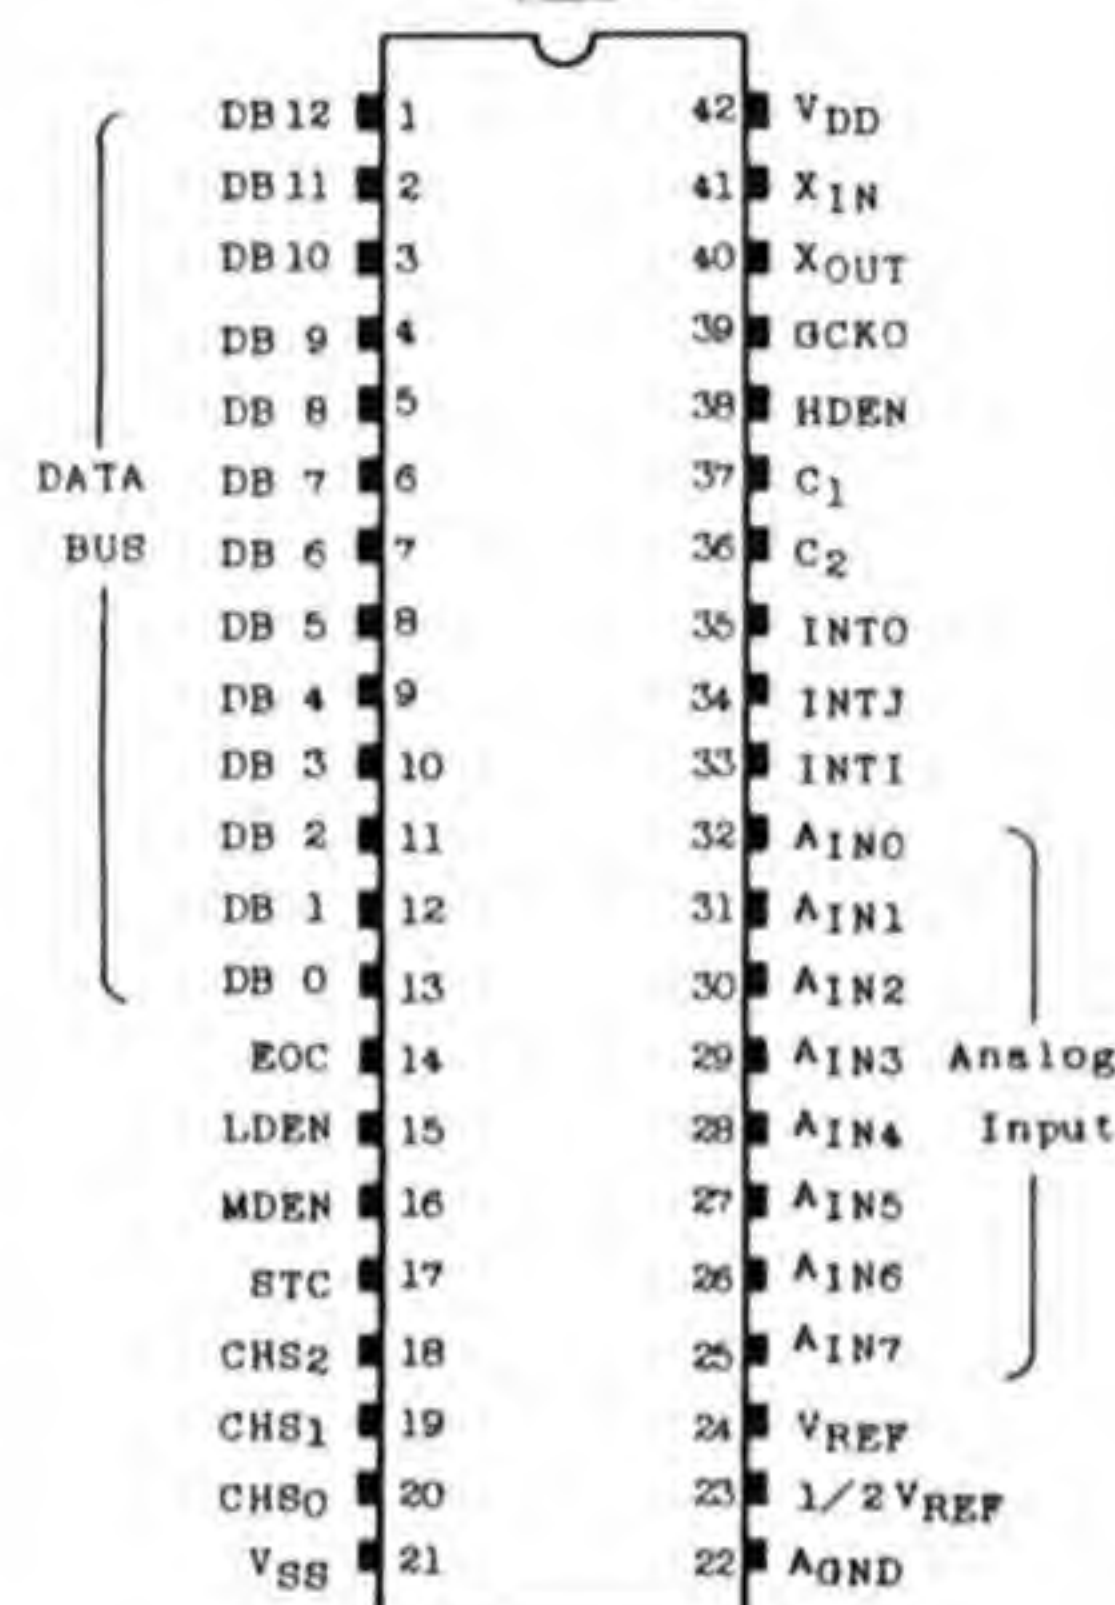 DB 12 1 42 VDD
DB 11 2 41 XIN
DB 10 3 40 XOUT
DB 9 4 39 GCKO
DB 8 5 38 HDEN
DATA DB 7 6 37 C1
BUS DB 6 7 36 C2
DB 5 8 35 INTO
DB 4 9 34 INTJ
DB 3 10 33 INTI
DB 2 11 32 AIN0
DB 1 12 31 AIN1
DB 0 13 30 AIN2
EOC 14 29 AIN3 Analog
LDEN 15 28 AIN4 Input
MDEN 16 27 AIN5
STC 17 26 AIN6
CHS2 18 25 AIN7
CHS1 19 24 VREF
CHS0 20 23 1/2 VREF
VSS 21 22 AGND